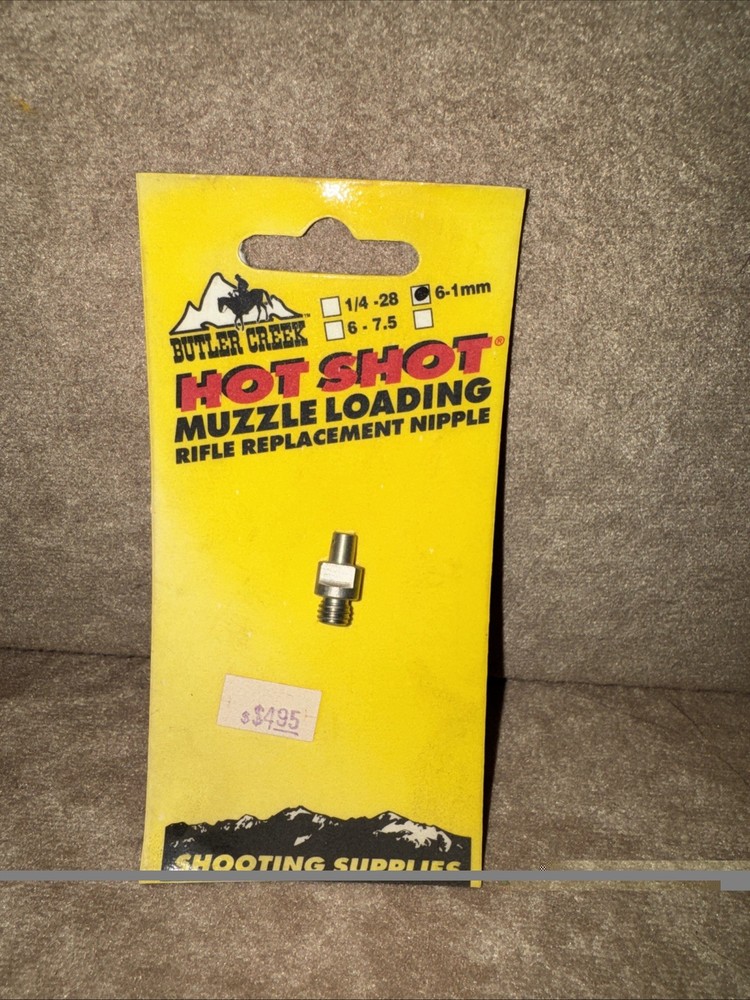 1/4 -28 6-1mm
6 - 7.5
BUTLER CREEK™
HOT SHOT®
MUZZLE LOADING
RIFLE REPLACEMENT NIPPLE
$$495
SHOOTING SUPPLIES